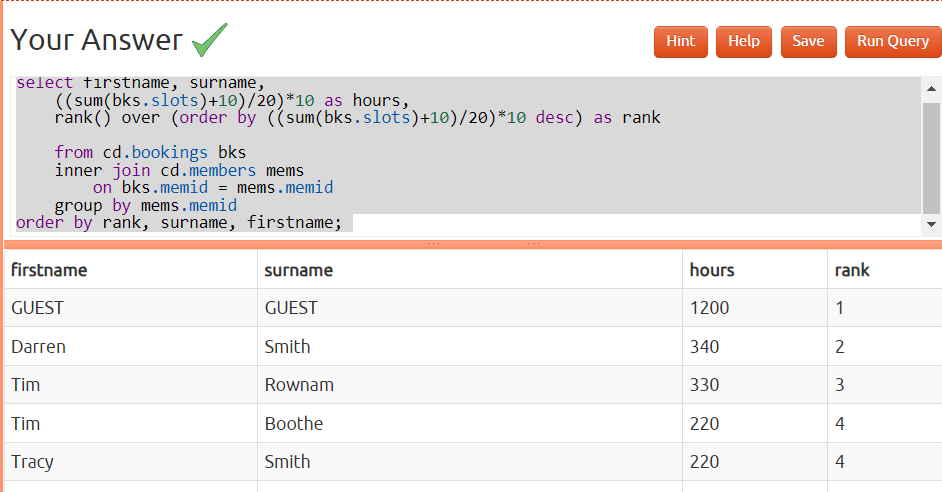 Your Answer
Hint Help Save Run Query
select firstname, surname,
((sum(bks.slots)+10)/20)*10 as hours,
rank() over (order by ((sum(bks.slots)+10)/20)*10 desc) as rank
from cd.bookings bks
inner join cd.members mems
on bks.memid = mems.memid
group by mems.memid
order by rank, surname, firstname;
firstname surname hours rank
GUEST GUEST 1200 1
Darren Smith 340 2
Tim Rownam 330 3
Tim Boothe 220 4
Tracy Smith 220 4